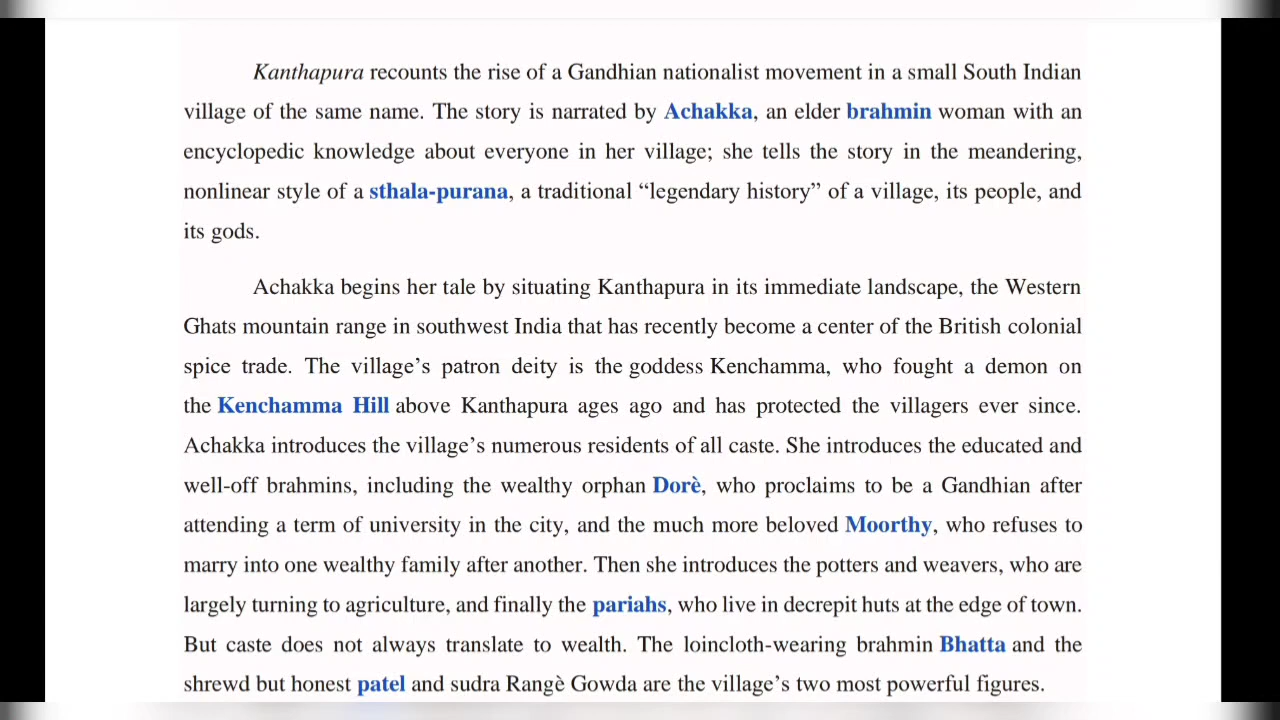 Kanthapura recounts the rise of a Gandhian nationalist movement in a small South Indian
village of the same name. The story is narrated by Achakka, an elder brahmin woman with an
encyclopedic knowledge about everyone in her village; she tells the story in the meandering,
nonlinear style of a sthala-purana, a traditional “legendary history” of a village, its people, and
its gods.
Achakka begins her tale by situating Kanthapura in its immediate landscape, the Western
Ghats mountain range in southwest India that has recently become a center of the British colonial
spice trade. The village’s patron deity is the goddess Kenchamma, who fought a demon on
the Kenchamma Hill above Kanthapura ages ago and has protected the villagers ever since.
Achakka introduces the village’s numerous residents of all caste. She introduces the educated and
well-off brahmins, including the wealthy orphan Dorè, who proclaims to be a Gandhian after
attending a term of university in the city, and the much more beloved Moorthy, who refuses to
marry into one wealthy family after another. Then she introduces the potters and weavers, who are
largely turning to agriculture, and finally the pariahs, who live in decrepit huts at the edge of town.
But caste does not always translate to wealth. The loincloth-wearing brahmin Bhatta and the
shrewd but honest patel and sudra Rangè Gowda are the village’s two most powerful figures.